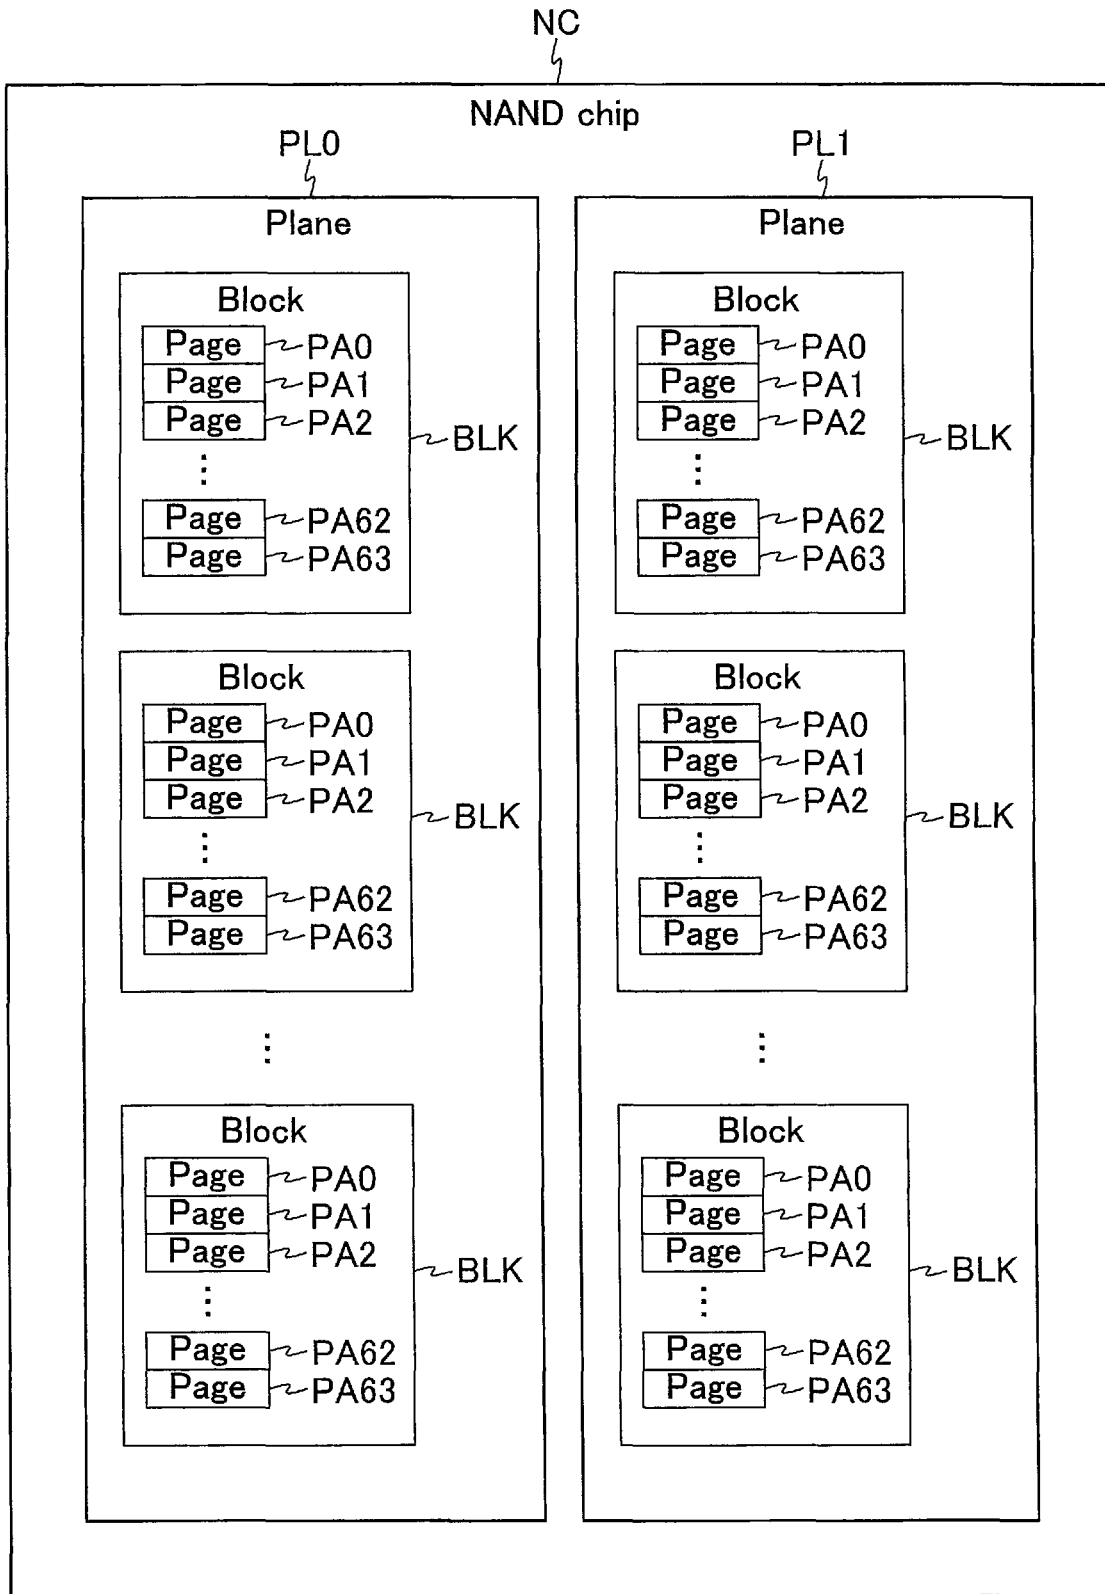 NC
NAND chip
PL0 PL1
Plane Plane
Block Block
Page PA0 Page PA0
Page PA1 Page PA1
Page PA2 Page PA2
BLK BLK
⋮ ⋮
Page PA62 Page PA62
Page PA63 Page PA63
Block Block
Page PA0 Page PA0
Page PA1 Page PA1
Page PA2 Page PA2
BLK BLK
⋮ ⋮
Page PA62 Page PA62
Page PA63 Page PA63
⋮ ⋮
Block Block
Page PA0 Page PA0
Page PA1 Page PA1
Page PA2 Page PA2
BLK BLK
⋮ ⋮
Page PA62 Page PA62
Page PA63 Page PA63